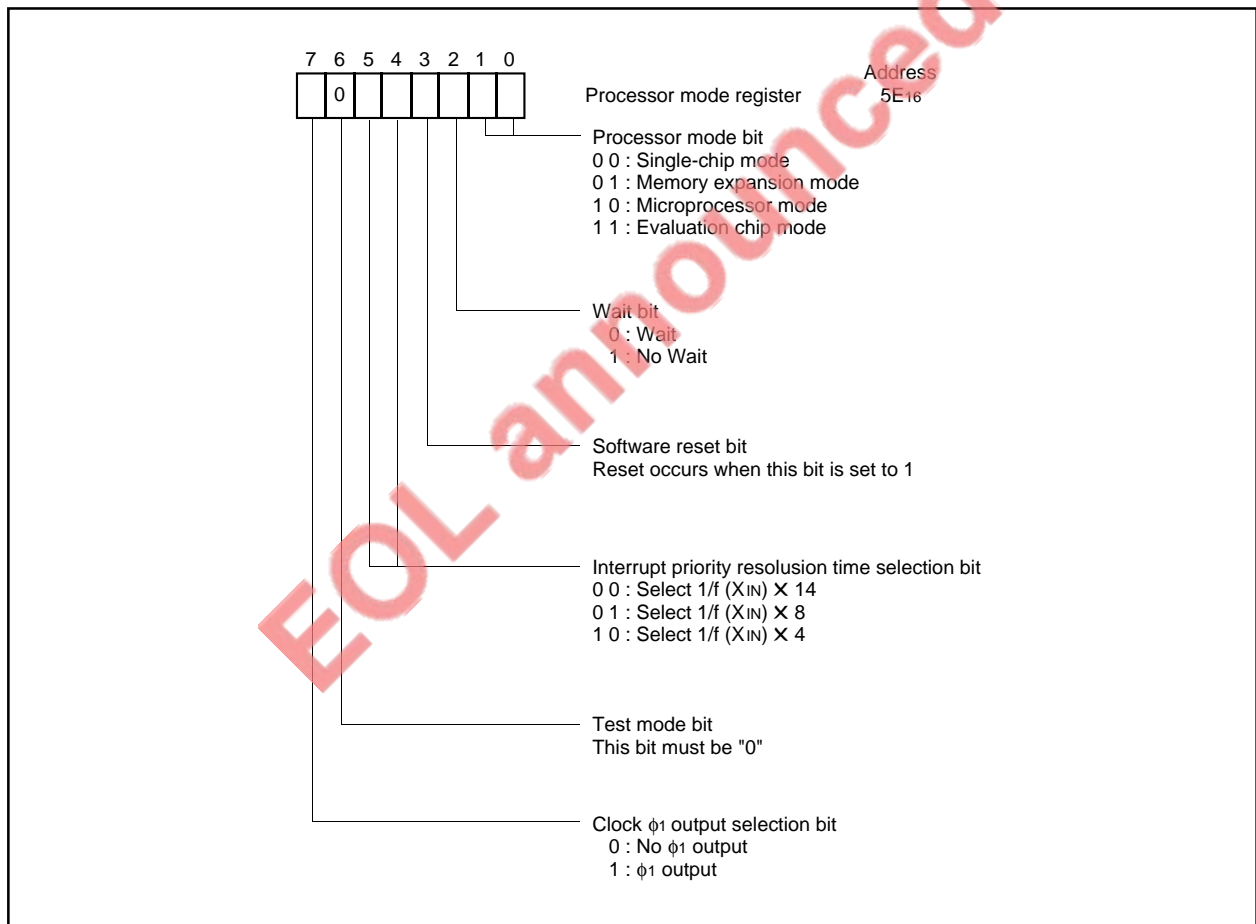 7 6 5 4 3 2 1 0
0
Processor mode register
Address
5E16
Processor mode bit
0 0 : Single-chip mode
0 1 : Memory expansion mode
1 0 : Microprocessor mode
1 1 : Evaluation chip mode
Wait bit
0 : Wait
1 : No Wait
Software reset bit
Reset occurs when this bit is set to 1
Interrupt priority resolusion time selection bit
0 0 : Select 1/f (XIN) ✕ 14
0 1 : Select 1/f (XIN) ✕ 8
1 0 : Select 1/f (XIN) ✕ 4
Test mode bit
This bit must be "0"
Clock ϕ1 output selection bit
0 : No ϕ1 output
1 : ϕ1 output
EOL announced